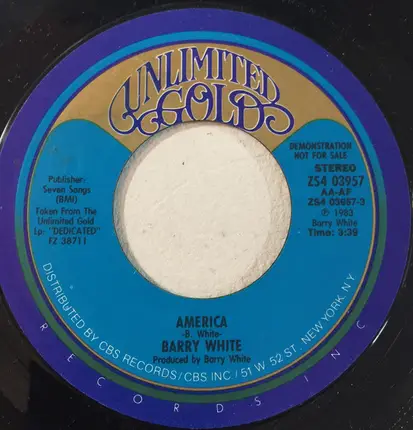 UNLIMITED
GOLD
DEMONSTRATION
NOT FOR SALE
STEREO
ZS4 03957
AA-AF
ZS4 03957-2
℗ 1983
Barry White
Time: 3:39
Publisher:
Seven Songs
(BMI)
Taken From The
Unlimited Gold
Lp: "DEDICATED"
FZ 38711
AMERICA
-B. White-
BARRY WHITE
Produced by Barry White
DISTRIBUTED BY CBS RECORDS/CBS INC/51 W 52 ST. NEW YORK, N.Y.
RECORDS INC